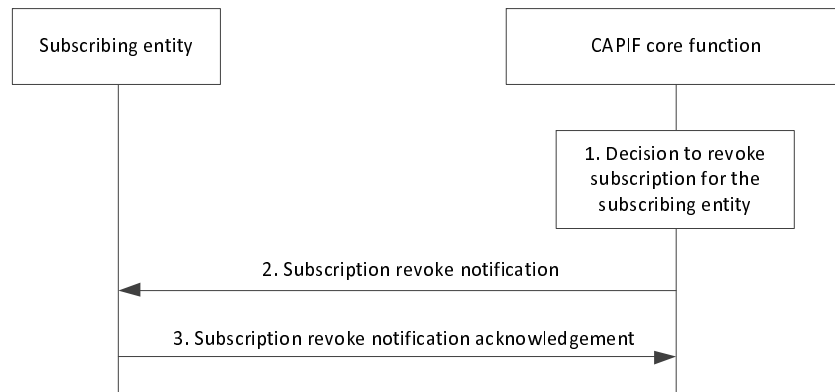 Subscribing entity
CAPIF core function
1. Decision to revoke
subscription for the
subscribing entity
2. Subscription revoke notification
3. Subscription revoke notification acknowledgement